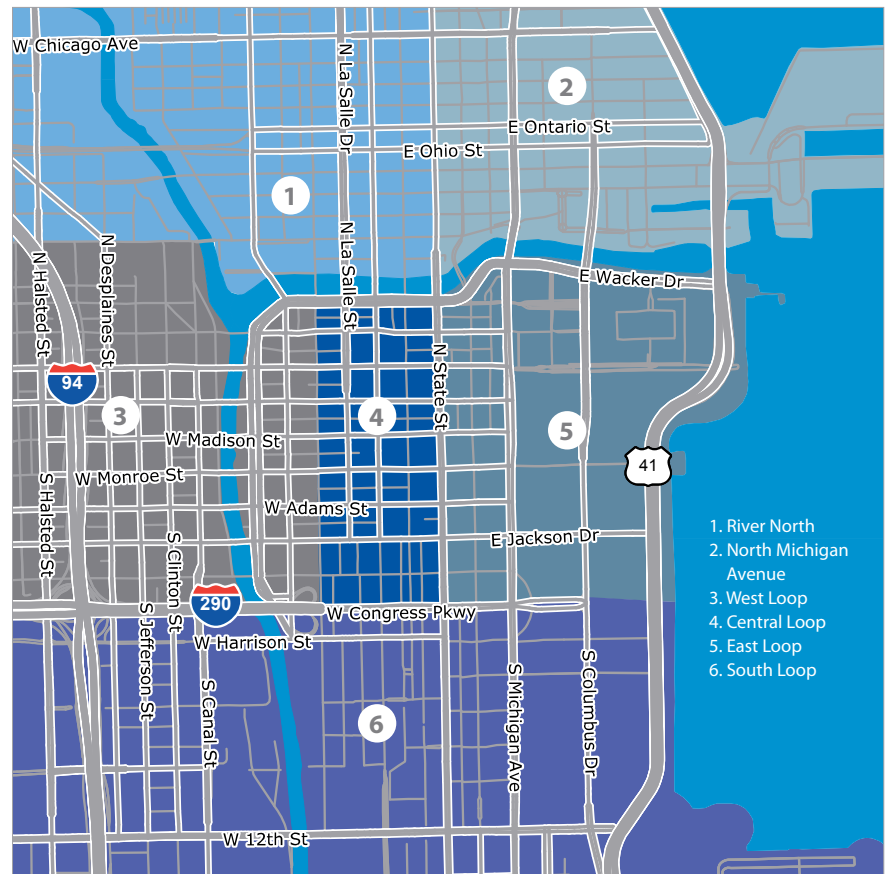 W Chicago Ave
N La Salle Dr
2
E Ontario St
E Ohio St
1
N La Salle St
N Halsted St
N Desplaines St
E Wacker Dr
N State St
94
3
4
5
W Madison St
41
W Monroe St
S Halsted St
W Adams St
E Jackson Dr
S Clinton St
290
W Congress Pkwy
S Jefferson St
W Harrison St
S Canal St
S Michigan Ave
S Columbus Dr
6
W 12th St
1. River North
2. North Michigan
Avenue
3. West Loop
4. Central Loop
5. East Loop
6. South Loop